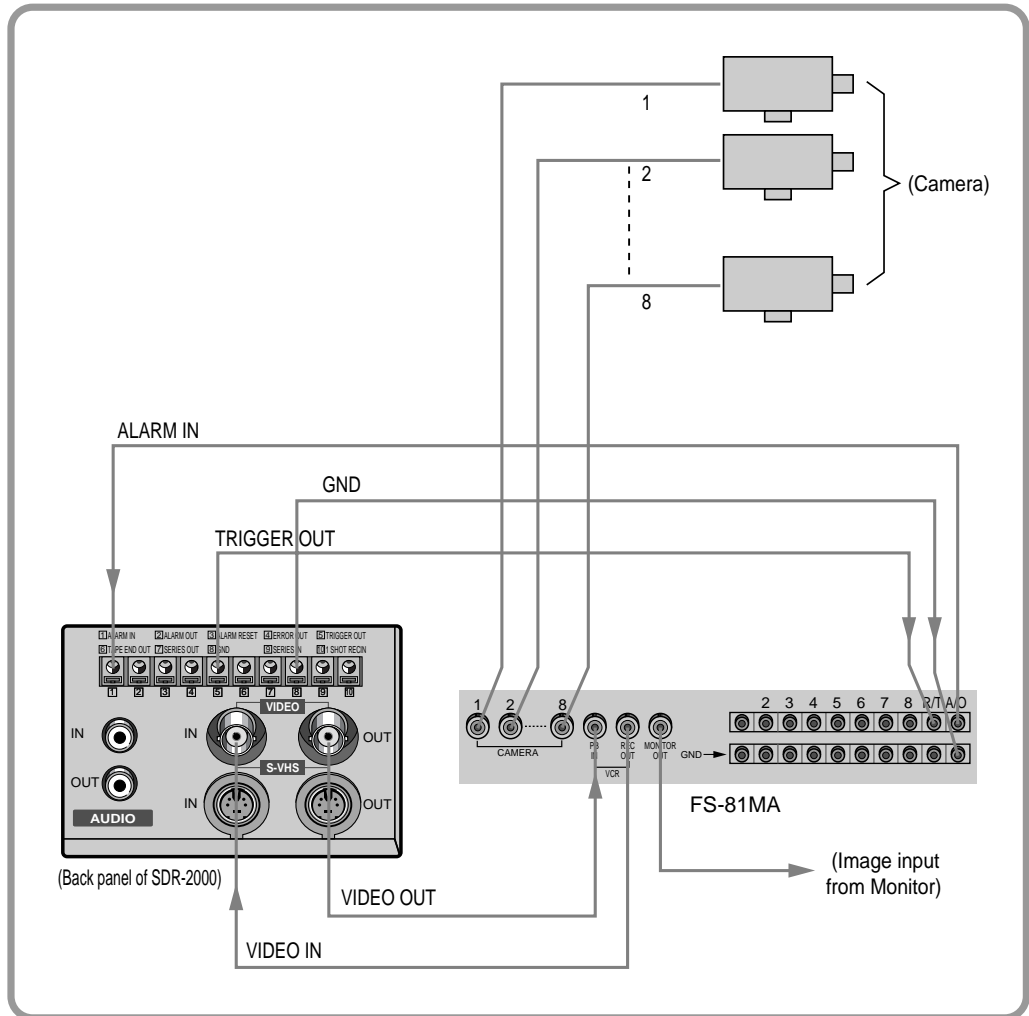 1
2
(Camera)
8
ALARM IN
GND
TRIGGER OUT
1 ALARM IN 2 ALARM OUT 3 ALARM RESET 4 ERROR OUT 5 TRIGGER OUT
6 TAPE END OUT 7 SERIES OUT 8 GND 9 SERIES IN 10 1 SHOT REC IN
1 2 3 4 5 6 7 8 9 10
VIDEO
IN IN OUT
S-VHS
OUT IN OUT
AUDIO
(Back panel of SDR-2000)
1 2 8
CAMERA
PB IN
REC OUT
VCR
MONITOR OUT
2 3 4 5 6 7 8 R/T A/O
GND
FS-81MA
(Image input
from Monitor)
VIDEO OUT
VIDEO IN